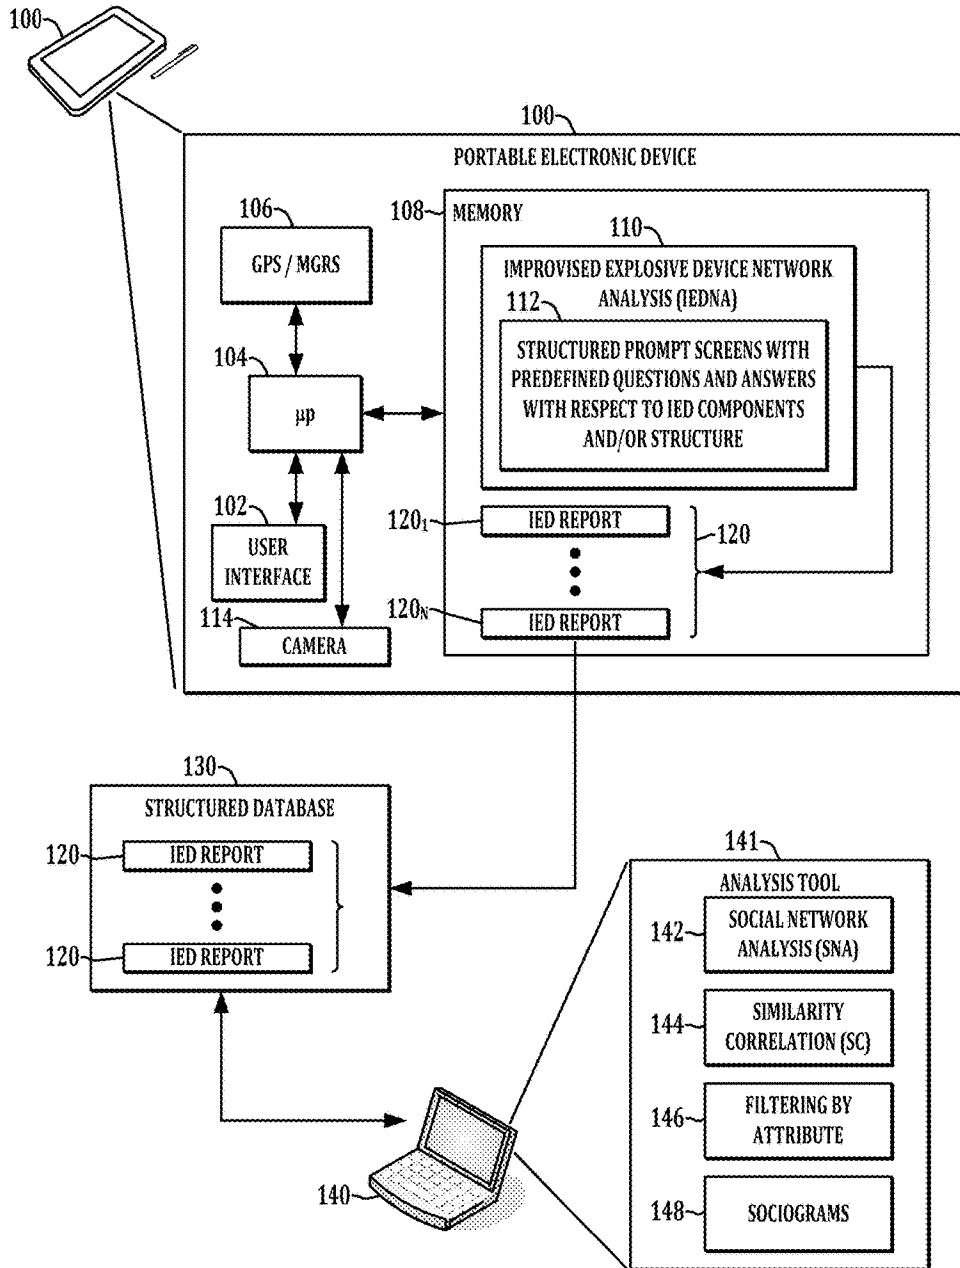 100
100
PORTABLE ELECTRONIC DEVICE
106
GPS / MGRS
108
MEMORY
110
IMPROVISED EXPLOSIVE DEVICE NETWORK
ANALYSIS (IEDNA)
112
STRUCTURED PROMPT SCREENS WITH
PREDEFINED QUESTIONS AND ANSWERS
WITH RESPECT TO IED COMPONENTS
AND/OR STRUCTURE
104
µp
102
USER
INTERFACE
114
CAMERA
120₁
IED REPORT
120
120N
IED REPORT
130
STRUCTURED DATABASE
120
IED REPORT
120
IED REPORT
140
141
ANALYSIS TOOL
142
SOCIAL NETWORK
ANALYSIS (SNA)
144
SIMILARITY
CORRELATION (SC)
146
FILTERING BY
ATTRIBUTE
148
SOCIOGRAMS